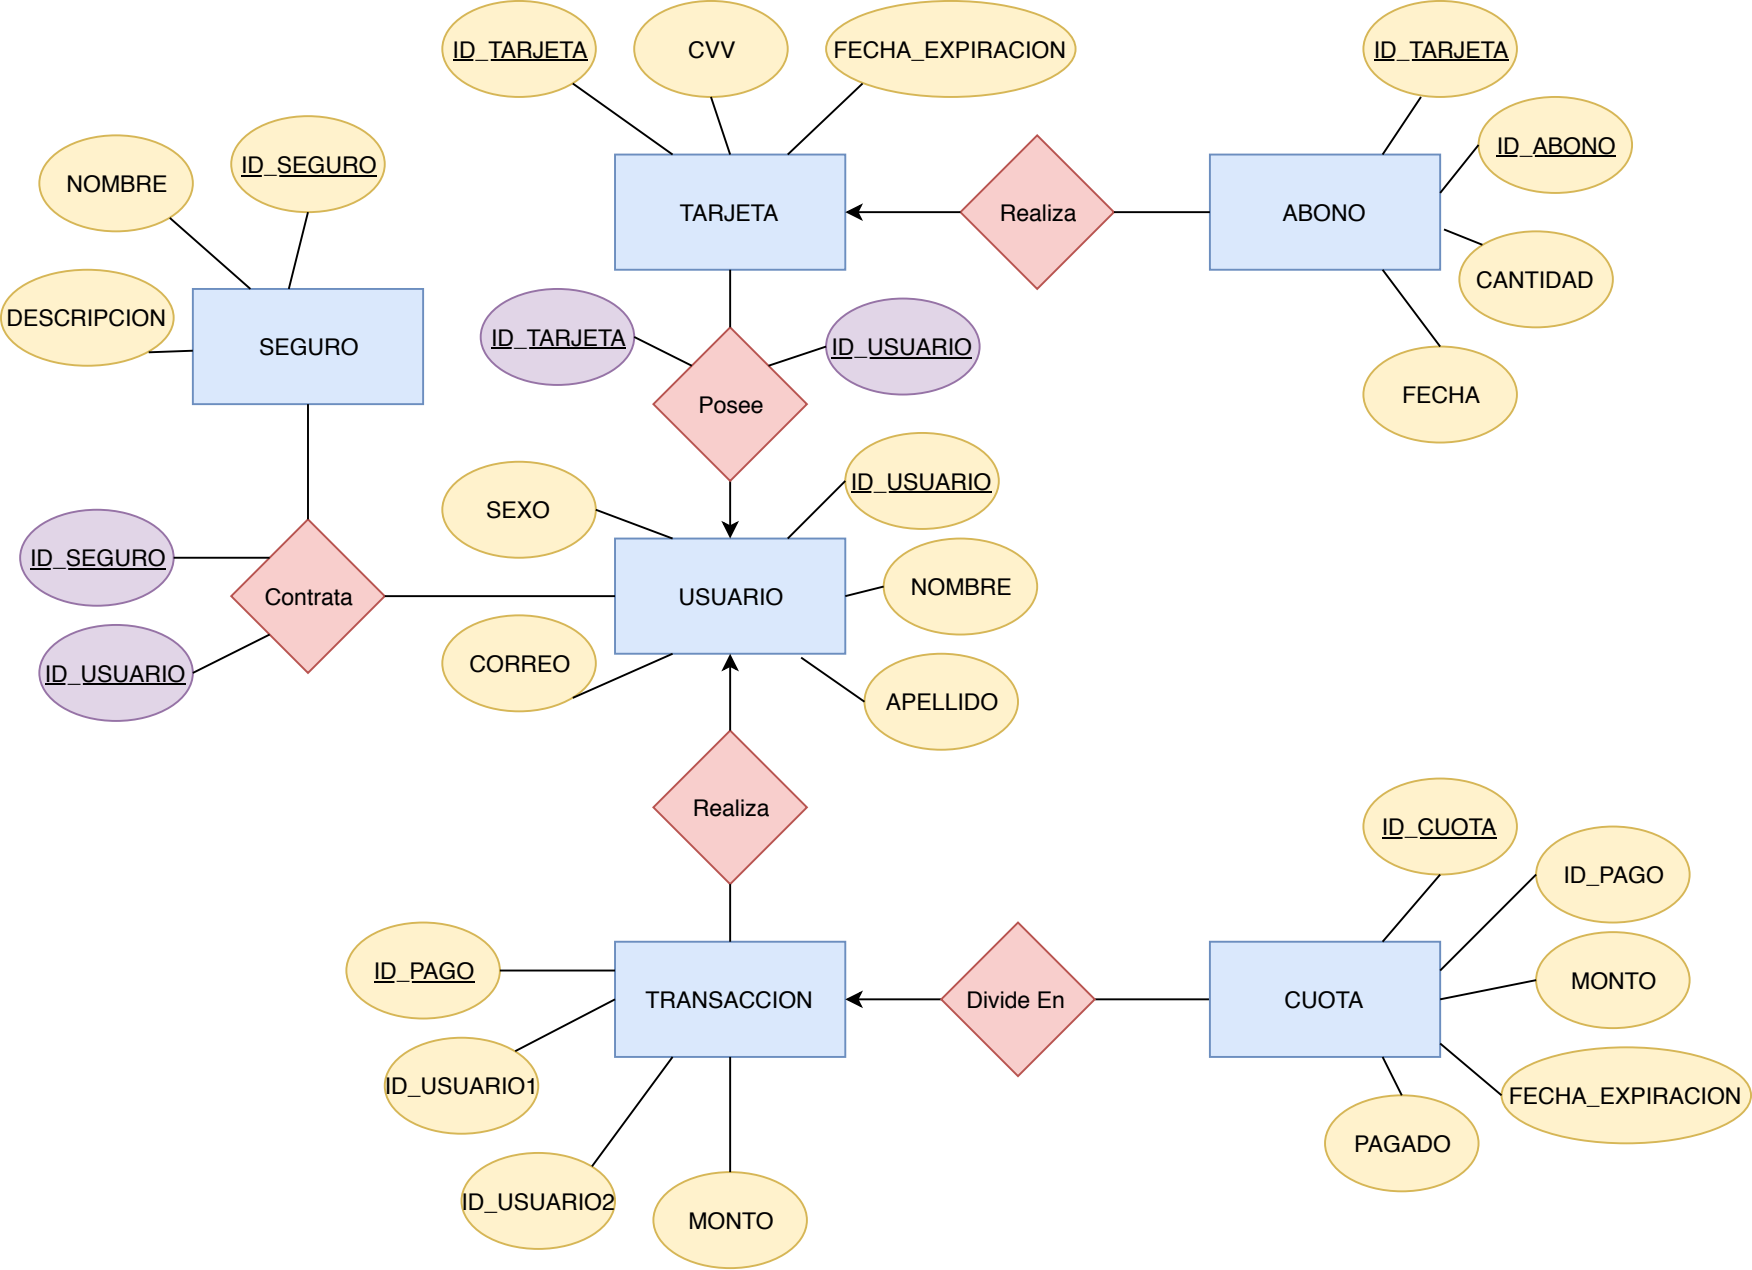 ID_TARJETA
CVV
FECHA_EXPIRACION
ID_TARJETA
ID_ABONO
NOMBRE
ID_SEGURO
TARJETA
Realiza
ABONO
CANTIDAD
DESCRIPCION
SEGURO
ID_TARJETA
ID_USUARIO
Posee
FECHA
SEXO
ID_USUARIO
ID_SEGURO
Contrata
USUARIO
NOMBRE
ID_USUARIO
CORREO
APELLIDO
Realiza
ID_CUOTA
ID_PAGO
ID_PAGO
TRANSACCION
Divide En
CUOTA
MONTO
ID_USUARIO1
FECHA_EXPIRACION
PAGADO
ID_USUARIO2
MONTO